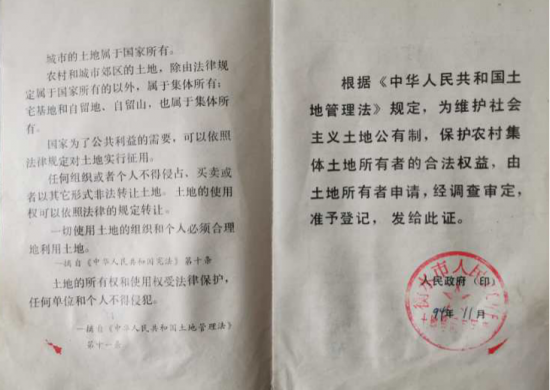 城市的土地属于国家所有。
农村和城市郊区的土地，除由法律规
定属于国家所有的以外，属于集体所有；
宅基地和自留地、自留山，也属于集体所
有。
国家为了公共利益的需要，可以依照
法律规定对土地实行征用。
任何组织或者个人不得侵占、买卖或
者以其它形式非法转让土地。土地的使用
权可以依照法律的规定转让。
一切使用土地的组织和个人必须合理
地利用土地。
—摘自《中华人民共和国宪法》第十条
土地的所有权和使用权受法律保护，
任何单位和个人不得侵犯。
—摘自《中华人民共和国土地管理法》
第十一条
根据《中华人民共和国土
地管理法》规定，为维护社会
主义土地公有制，保护农村集
体土地所有者的合法权益，由
土地所有者申请，经调查审定，
准予登记，发给此证。
市人民
人民政府（印）
年11月